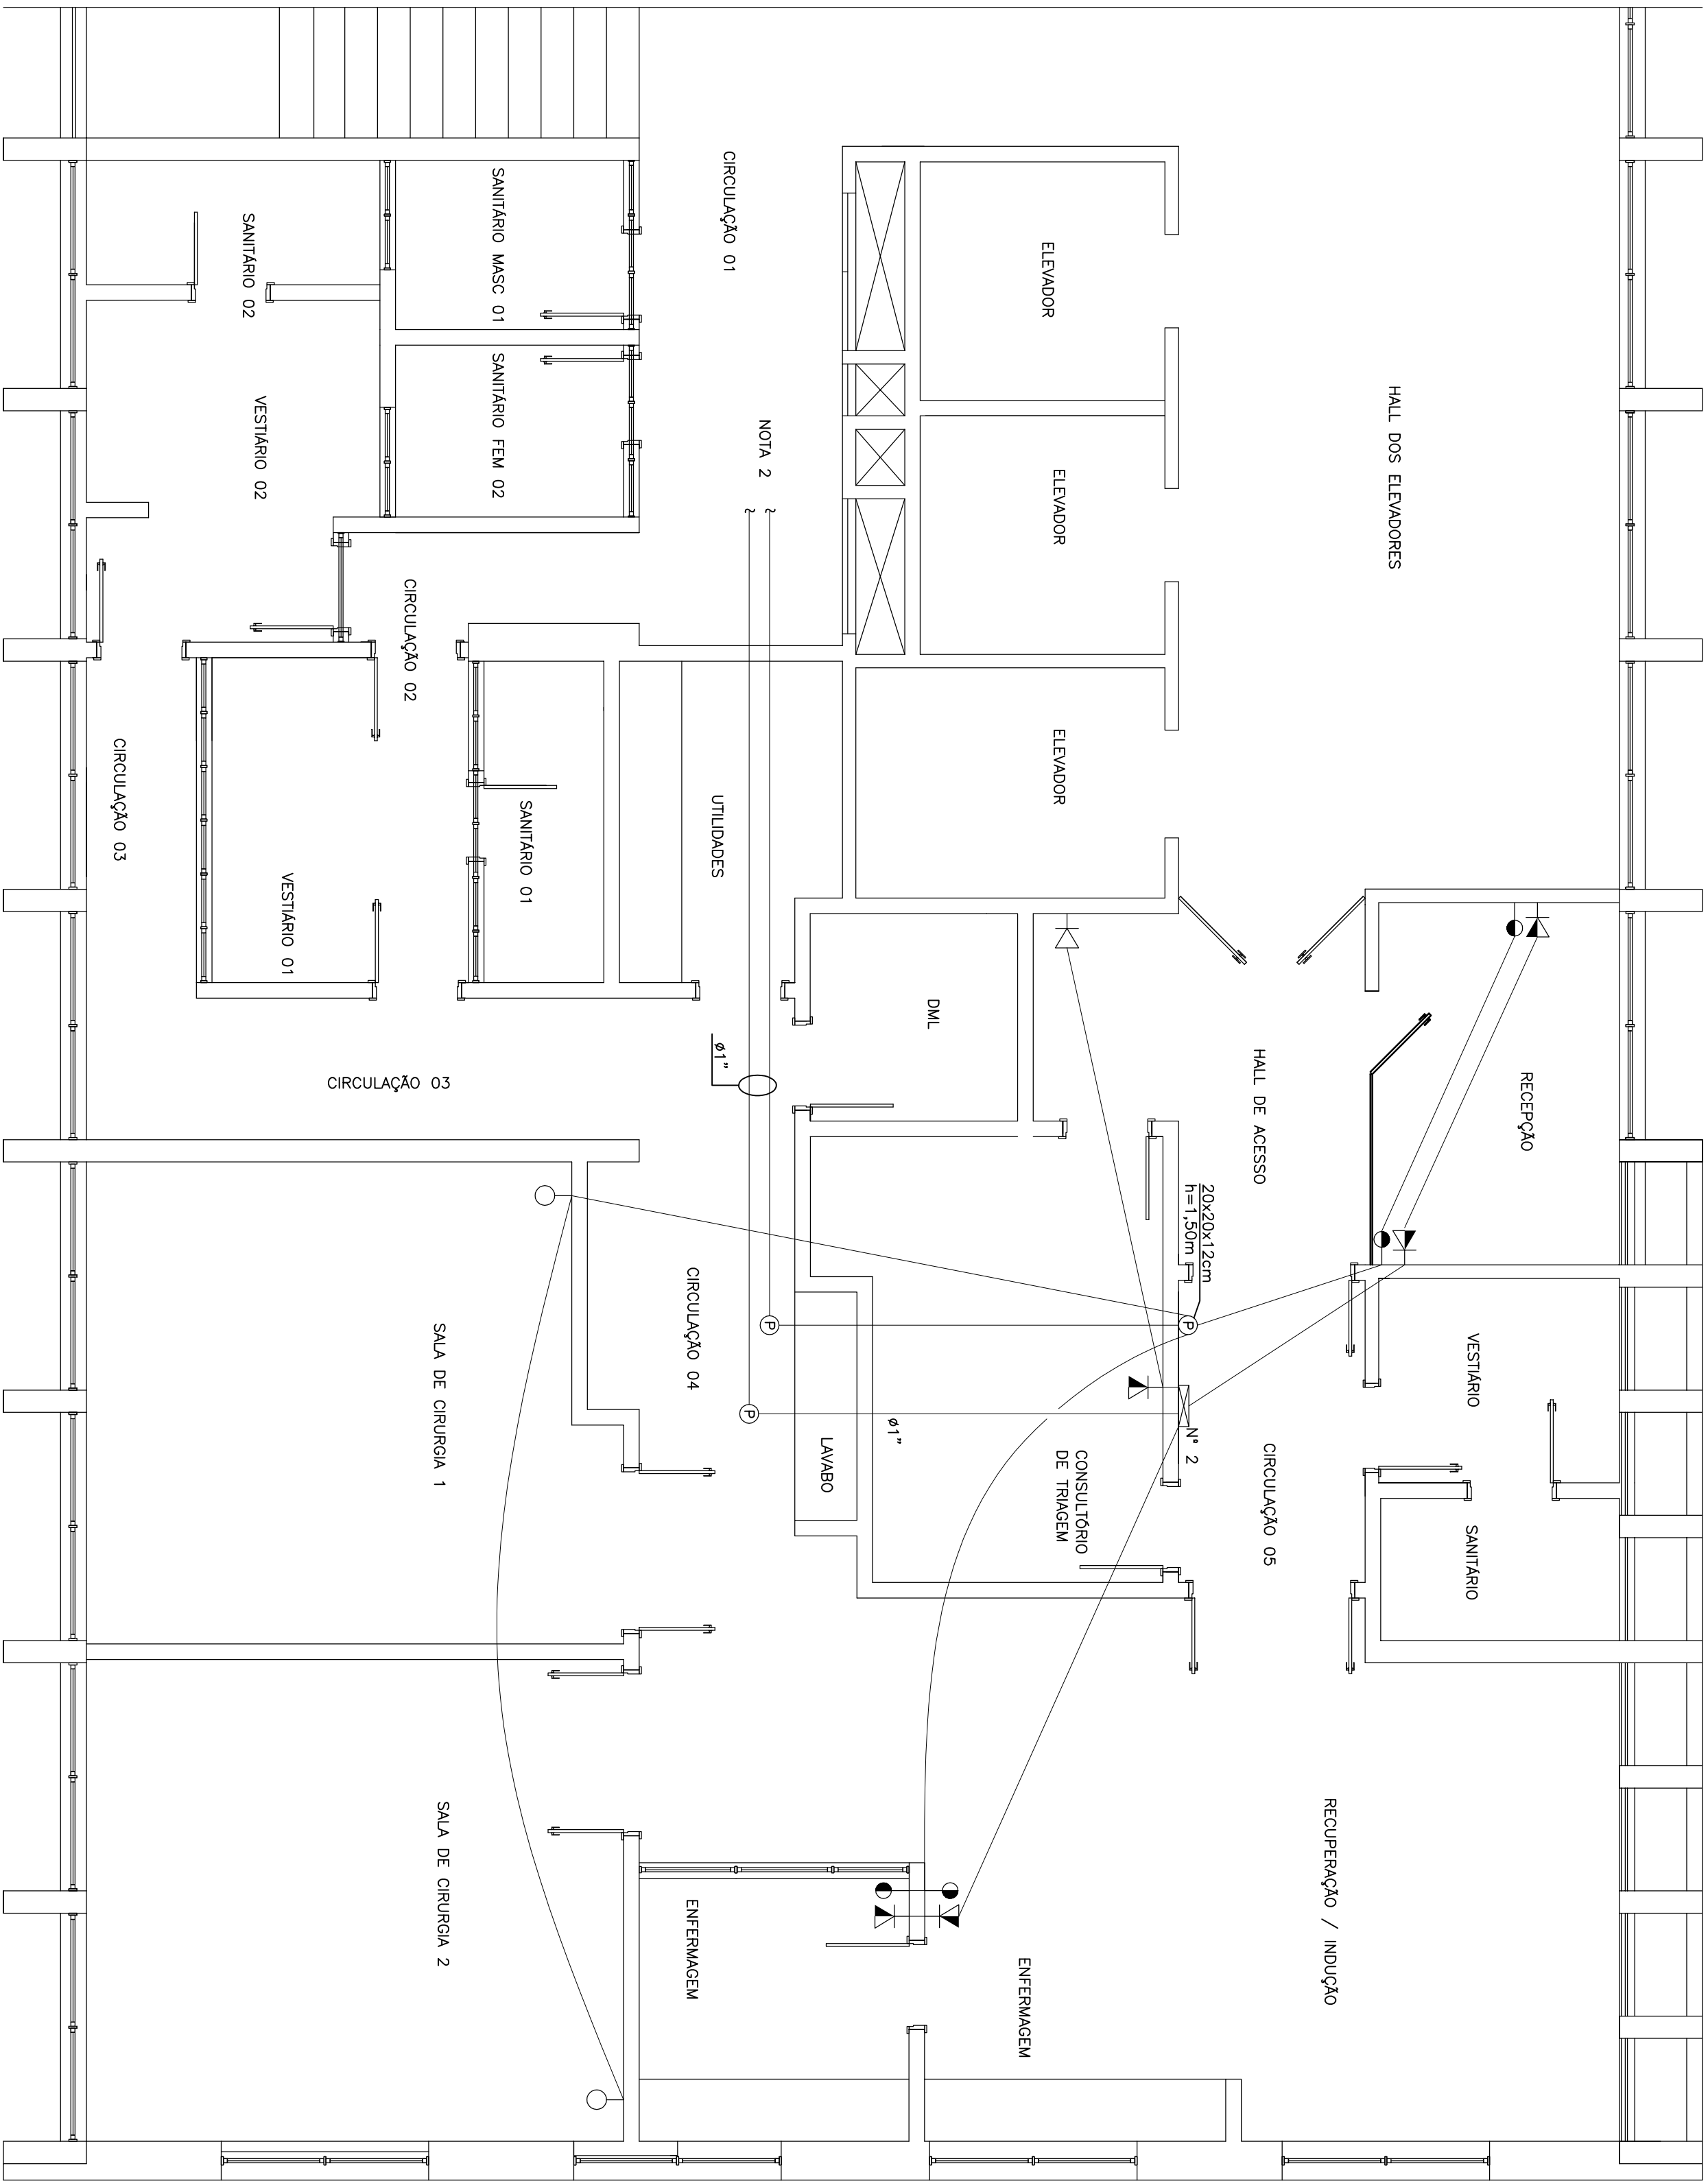 HALL DOS ELEVADORES
RECEPÇÃO
VESTIÁRIO
SANITÁRIO
RECUPERAÇÃO / INDUÇÃO
HALL DE ACESSO
CIRCULAÇÃO 05
20x20x12cm
h=1,50m
P
N° 2
ELEVADOR
ELEVADOR
ELEVADOR
CONSULTÓRIO
DE TRIAGEM
ENFERMAGEM
DML
ø1"
LAVABO
CIRCULAÇÃO 01
NOTA 2
~
~
P
P
UTILIDADES
ø1"
CIRCULAÇÃO 04
ENFERMAGEM
SANITÁRIO MASC 01
SANITÁRIO FEM 02
SANITÁRIO 01
CIRCULAÇÃO 02
CIRCULAÇÃO 03
SALA DE CIRURGIA 1
SALA DE CIRURGIA 2
SANITÁRIO 02
VESTIÁRIO 02
VESTIÁRIO 01
CIRCULAÇÃO 03